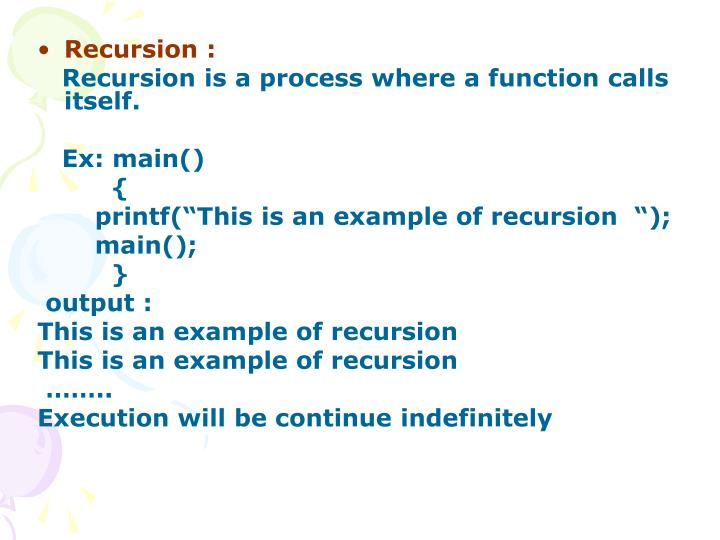 • Recursion :
Recursion is a process where a function calls
itself.
Ex: main()
{
printf(“This is an example of recursion  “);
main();
}
output :
This is an example of recursion
This is an example of recursion
........
Execution will be continue indefinitely